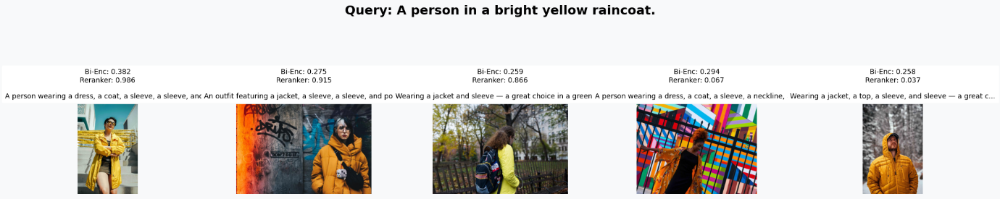 Query: A person in a bright yellow raincoat.
Bi-Enc: 0.382
Reranker: 0.986
A person wearing a dress, a coat, a sleeve, a sleeve, anc
Bi-Enc: 0.275
Reranker: 0.915
An outfit featuring a jacket, a sleeve, a sleeve, and po
Bi-Enc: 0.259
Reranker: 0.866
Wearing a jacket and sleeve — a great choice in a green
Bi-Enc: 0.294
Reranker: 0.067
A person wearing a dress, a coat, a sleeve, a neckline,
Bi-Enc: 0.258
Reranker: 0.037
Wearing a jacket, a top, a sleeve, and sleeve — a great c...